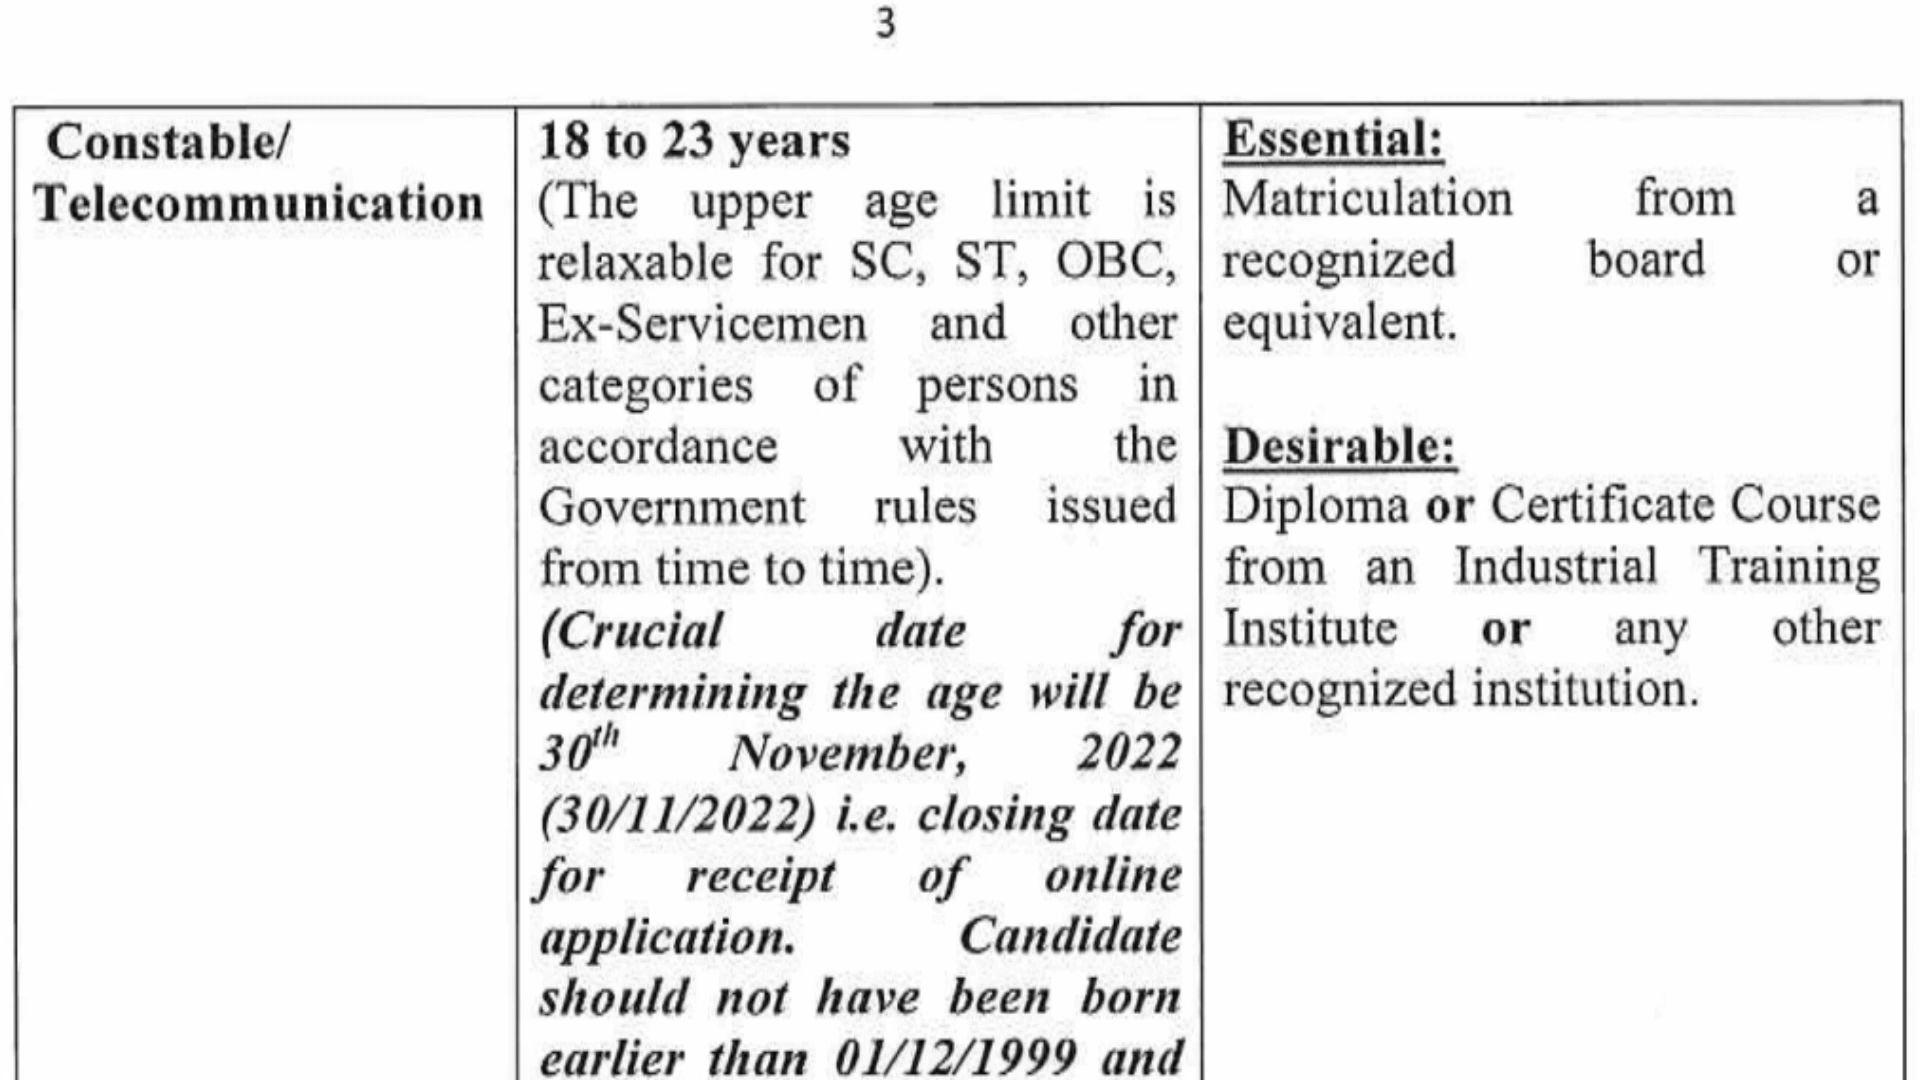 3
Constable/
Telecommunication
18 to 23 years
(The upper age limit is
relaxable for SC, ST, OBC,
Ex-Servicemen and other
categories of persons in
accordance with the
Government rules issued
from time to time).
(Crucial date for
determining the age will be
30th November, 2022
(30/11/2022) i.e. closing date
for receipt of online
application. Candidate
should not have been born
earlier than 01/12/1999 and
Essential:
Matriculation from a
recognized board or
equivalent.
Desirable:
Diploma or Certificate Course
from an Industrial Training
Institute or any other
recognized institution.